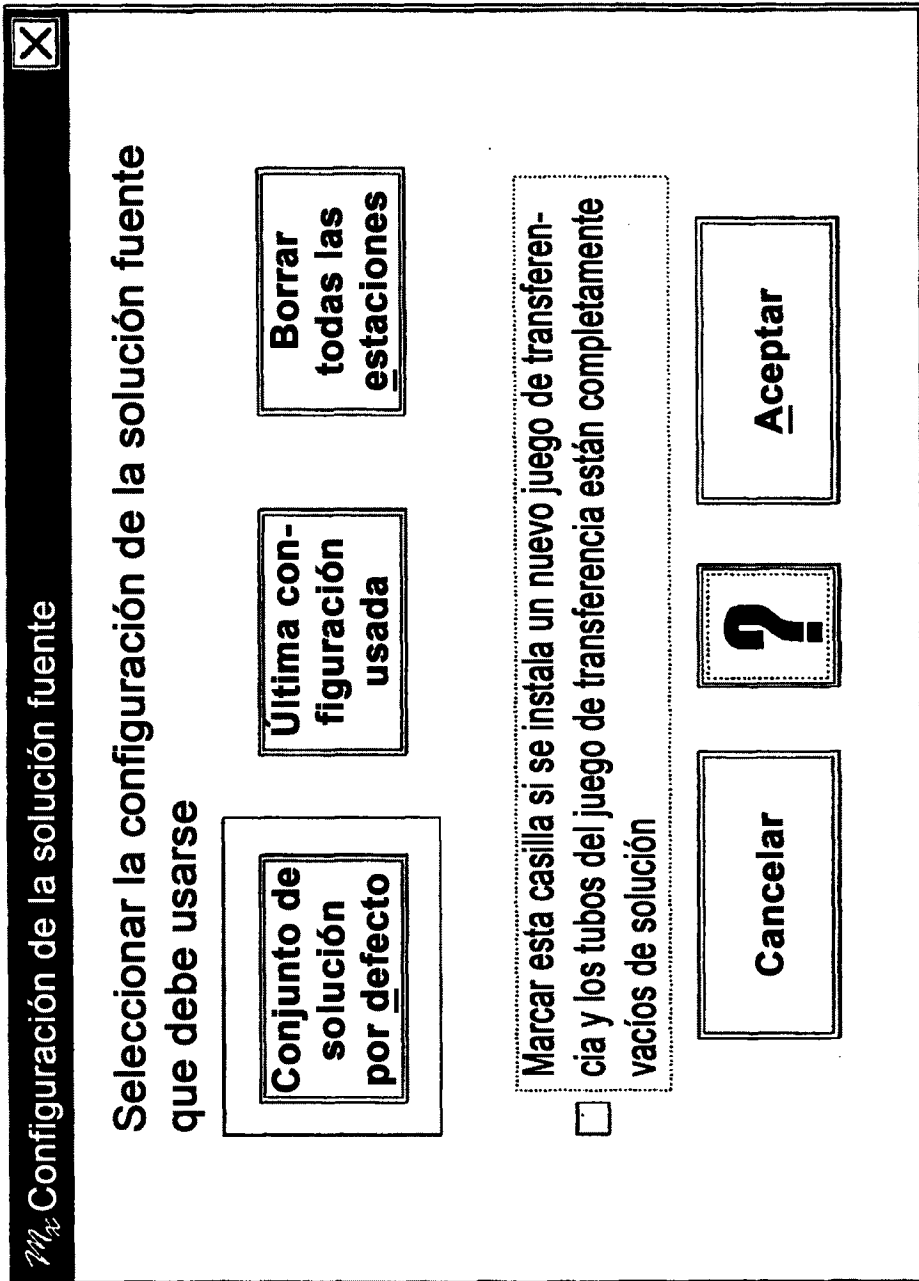 Mx Configuración de la solución fuente
X
Seleccionar la configuración de la solución fuente
que debe usarse
Conjunto de
solución
por defecto
Última con-
figuración
usada
Borrar
todas las
estaciones
Marcar esta casilla si se instala un nuevo juego de transferen-
cia y los tubos del juego de transferencia están completamente
vacíos de solución
Cancelar
?
Aceptar